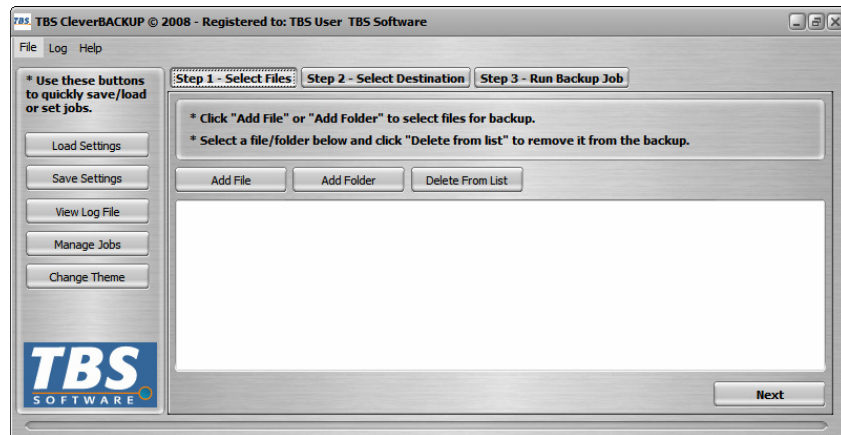 TBS TBS CleverBACKUP © 2008 - Registered to: TBS User  TBS Software
File Log Help
* Use these buttons
to quickly save/load
or set jobs.
Load Settings
Save Settings
View Log File
Manage Jobs
Change Theme
TBS
SOFTWARE
Step 1 - Select Files Step 2 - Select Destination Step 3 - Run Backup Job
* Click "Add File" or "Add Folder" to select files for backup.
* Select a file/folder below and click "Delete from list" to remove it from the backup.
Add File Add Folder Delete From List
Next